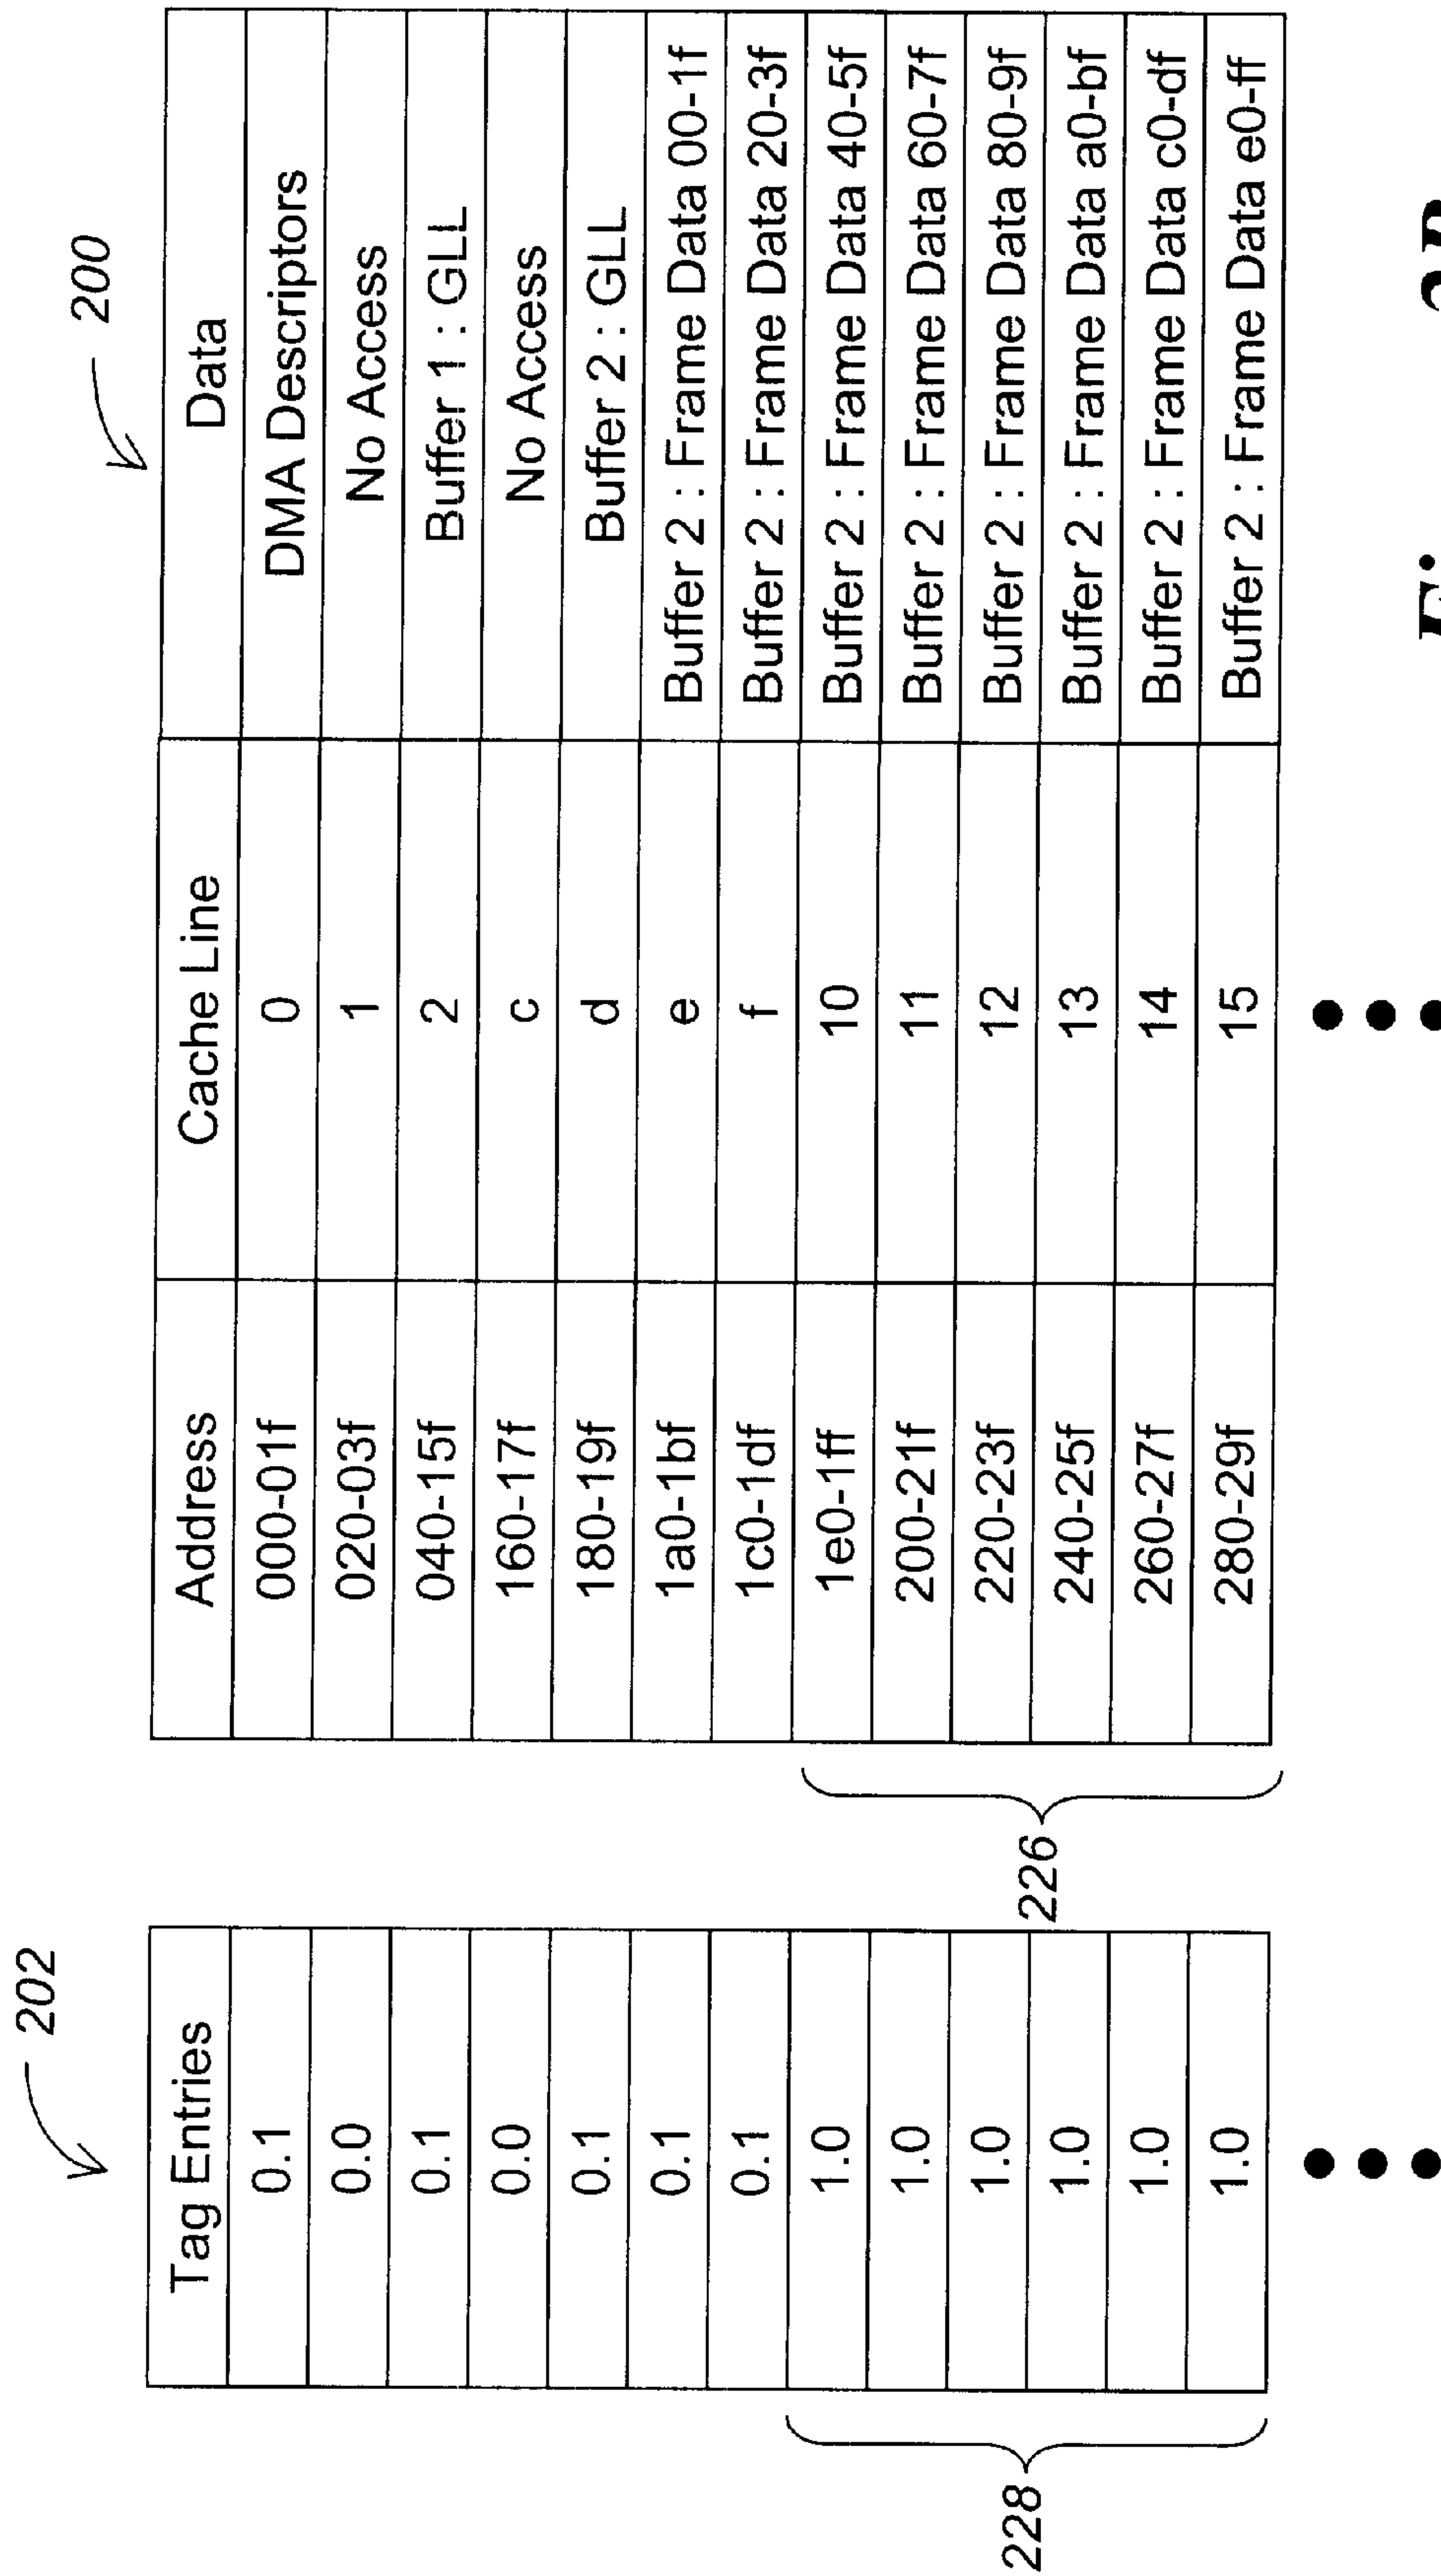 202
200
Tag Entries Address Cache Line Data
0.1 000-01f 0 DMA Descriptors
0.0 020-03f 1 No Access
0.1 040-15f 2 Buffer 1 : GLL
0.0 160-17f c No Access
0.1 180-19f d Buffer 2 : GLL
0.1 1a0-1bf e Buffer 2 : Frame Data 00-1f
0.1 1c0-1df f Buffer 2 : Frame Data 20-3f
1.0 1e0-1ff 10 Buffer 2 : Frame Data 40-5f
1.0 200-21f 11 Buffer 2 : Frame Data 60-7f
1.0 220-23f 12 Buffer 2 : Frame Data 80-9f
1.0 240-25f 13 Buffer 2 : Frame Data a0-bf
1.0 260-27f 14 Buffer 2 : Frame Data c0-df
1.0 280-29f 15 Buffer 2 : Frame Data e0-ff
228
226